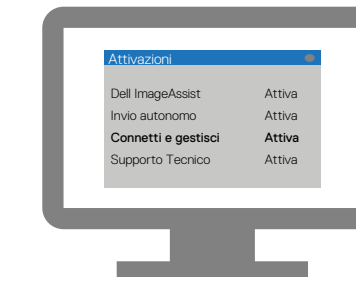 Attivazioni
Dell ImageAssist Attiva
Invio autonomo Attiva
Connetti e gestisci Attiva
Supporto Tecnico Attiva